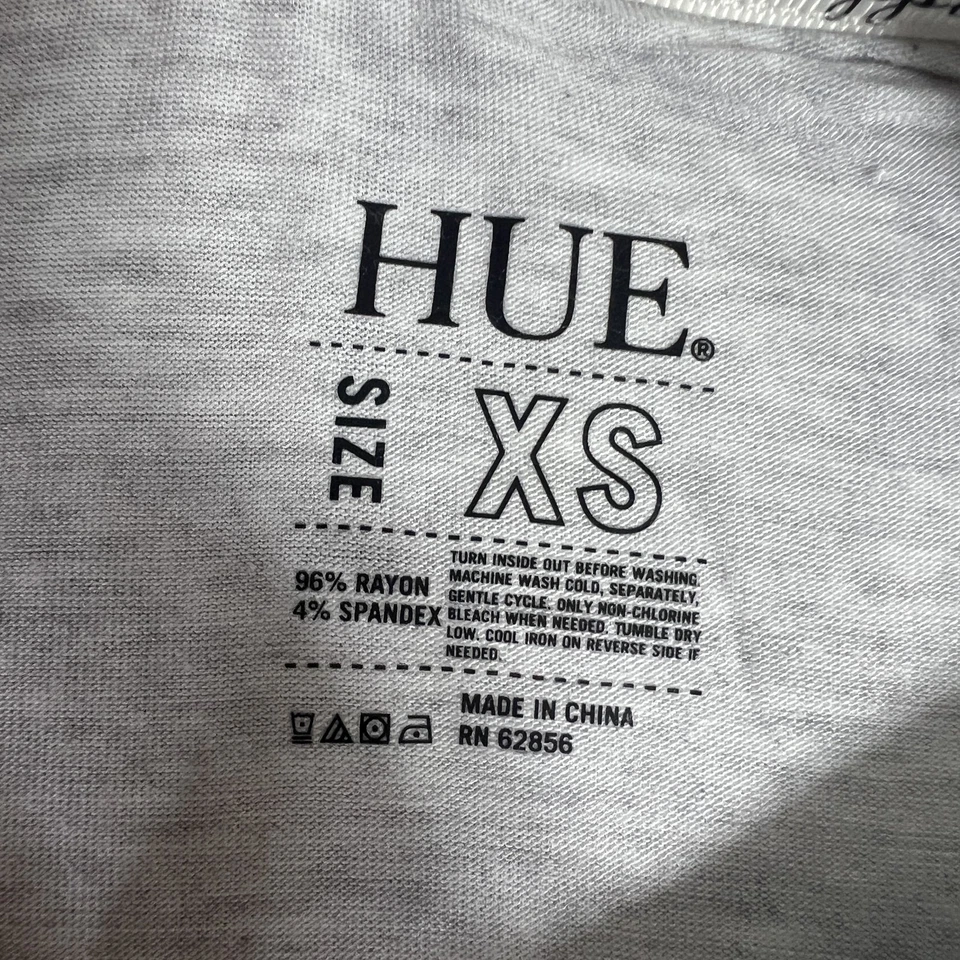 HUE®
SIZE XS
96% RAYON
4% SPANDEX
TURN INSIDE OUT BEFORE WASHING.
MACHINE WASH COLD, SEPARATELY,
GENTLE CYCLE. ONLY NON-CHLORINE
BLEACH WHEN NEEDED. TUMBLE DRY
LOW. COOL IRON ON REVERSE SIDE IF
NEEDED.
MADE IN CHINA
RN 62856